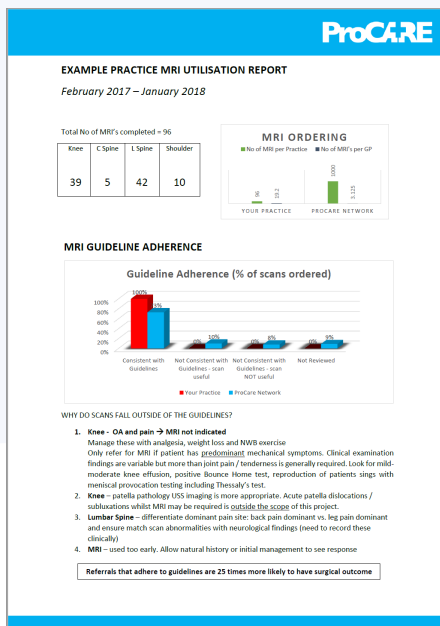 ProCARE
EXAMPLE PRACTICE MRI UTILISATION REPORT
February 2017 – January 2018
Total No of MRI's completed = 96
Knee C Spine L Spine Shoulder
39 5 42 10
MRI ORDERING
No of MRI per Practice No of MRI's per GP
96 19.2 1000 3.125
YOUR PRACTICE PROCARE NETWORK
MRI GUIDELINE ADHERENCE
Guideline Adherence (% of scans ordered)
100%
80%
60%
40%
20%
0%
100% 0% 10% 0% 8% 0% 9%
Consistent with Guidelines
Not Consistent with Guidelines - scan useful
Not Consistent with Guidelines - scan NOT useful
Not Reviewed
Your Practice ProCare Network
WHY DO SCANS FALL OUTSIDE OF THE GUIDELINES?
1. Knee - OA and pain → MRI not indicated
Manage these with analgesia, weight loss and NWB exercise
Only refer for MRI if patient has predominant mechanical symptoms. Clinical examination
findings are variable but more than joint pain / tenderness is generally required. Look for mild-
moderate knee effusion, positive Bounce Home test, reproduction of patients sings with
meniscal provocation testing including Thessaly's test.
2. Knee – patella pathology USS imaging is more appropriate. Acute patella dislocations /
subluxations whilst MRI may be required is outside the scope of this project.
3. Lumbar Spine – differentiate dominant pain site: back pain dominant vs. leg pain dominant
and ensure match scan abnormalities with neurological findings (need to record these
clinically)
4. MRI – used too early. Allow natural history or initial management to see response
Referrals that adhere to guidelines are 25 times more likely to have surgical outcome